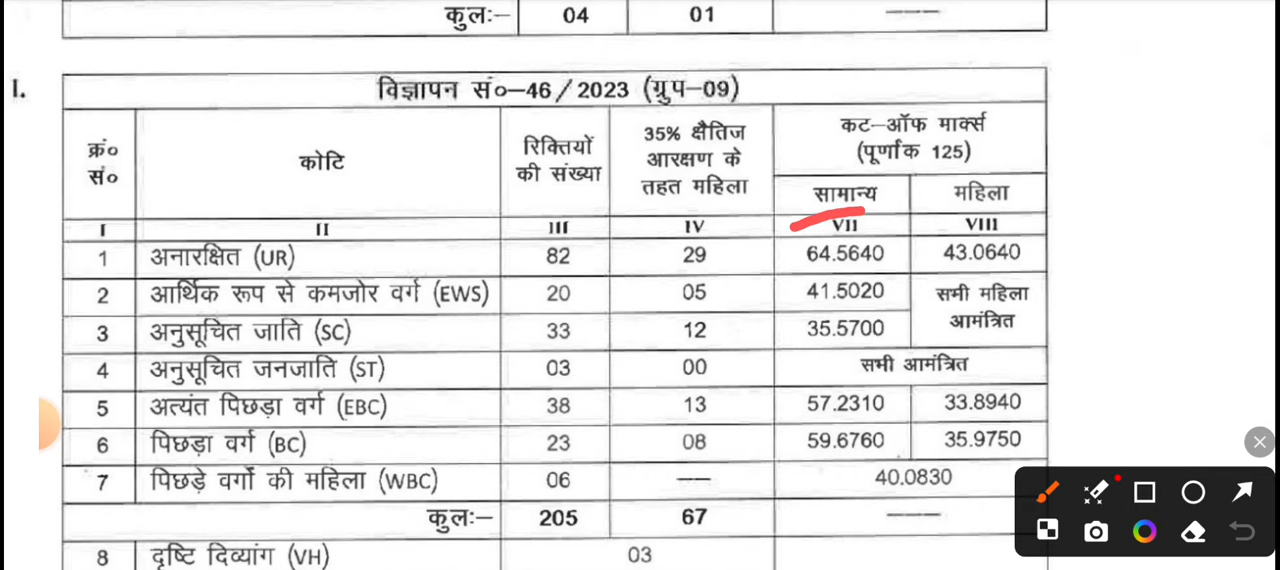 कुलः– 04 01 ——
I.
विज्ञापन सं०–46 / 2023 (ग्रुप–09)
क्रं० सं० कोटि रिक्तियों की संख्या 35% क्षैतिज आरक्षण के तहत महिला कट–ऑफ मार्क्स (पूर्णांक 125)
सामान्य महिला
I II III IV VII VIII
1 अनारक्षित (UR) 82 29 64.5640 43.0640
2 आर्थिक रूप से कमजोर वर्ग (EWS) 20 05 41.5020 सभी महिला आमंत्रित
3 अनुसूचित जाति (SC) 33 12 35.5700
4 अनुसूचित जनजाति (ST) 03 00 सभी आमंत्रित
5 अत्यंत पिछड़ा वर्ग (EBC) 38 13 57.2310 33.8940
6 पिछड़ा वर्ग (BC) 23 08 59.6760 35.9750
7 पिछड़े वर्गों की महिला (WBC) 06 —— 40.0830
कुलः– 205 67 ——
8 दृष्टि दिव्यांग (VH) 03